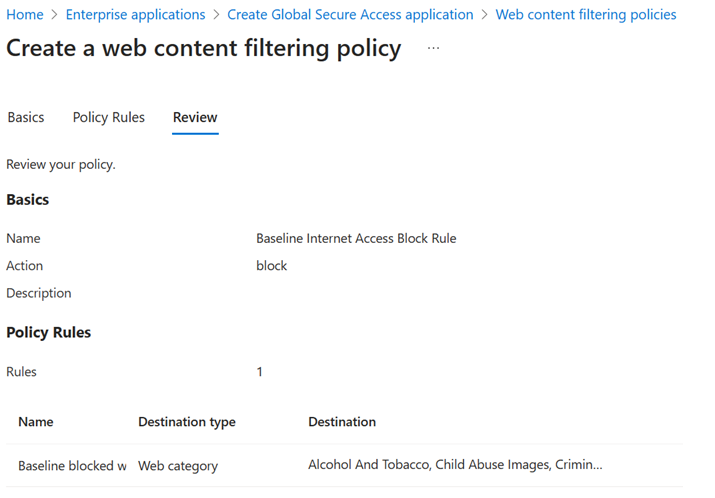 Home > Enterprise applications > Create Global Secure Access application > Web content filtering policies
Create a web content filtering policy ...
Basics Policy Rules Review
Review your policy.
Basics
Name Baseline Internet Access Block Rule
Action block
Description
Policy Rules
Rules 1
Name Destination type Destination
Baseline blocked w Web category Alcohol And Tobacco, Child Abuse Images, Crimin...